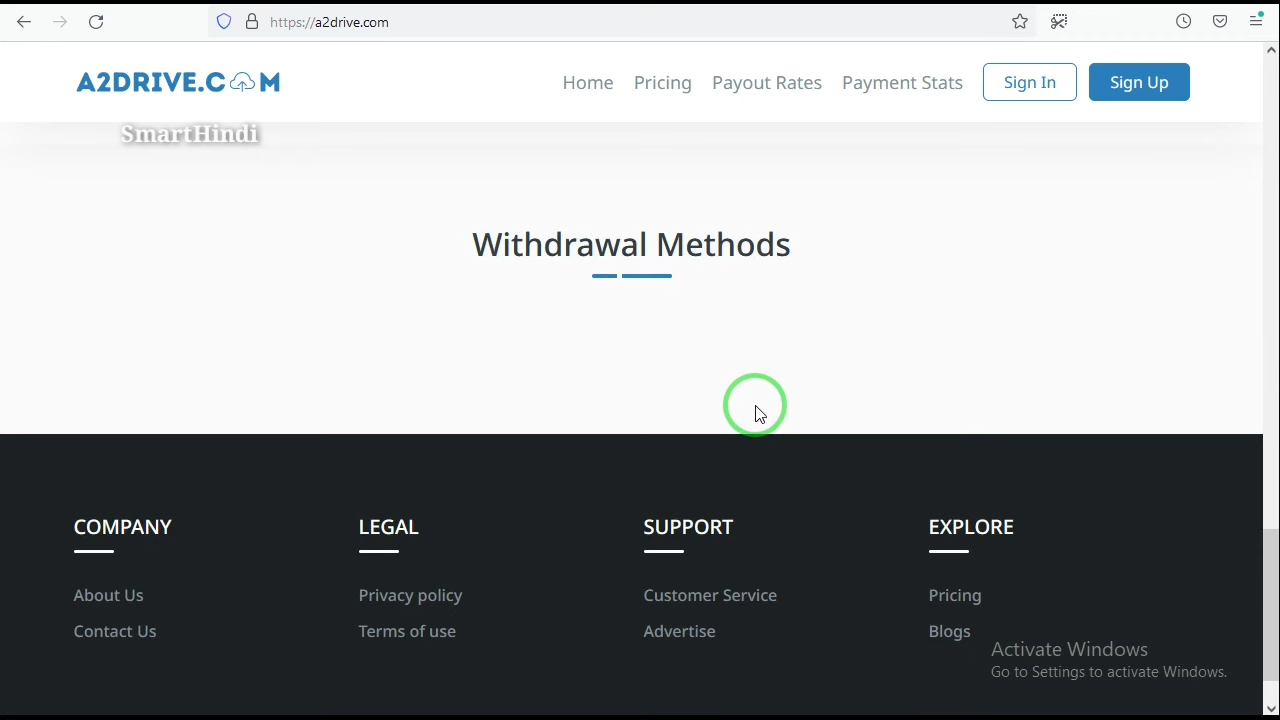 https://a2drive.com
A2DRIVE.COM
Home
Pricing
Payout Rates
Payment Stats
Sign In
Sign Up
SmartHindi
Withdrawal Methods
COMPANY
LEGAL
SUPPORT
EXPLORE
About Us
Privacy policy
Customer Service
Pricing
Contact Us
Terms of use
Advertise
Blogs
Activate Windows
Go to Settings to activate Windows.